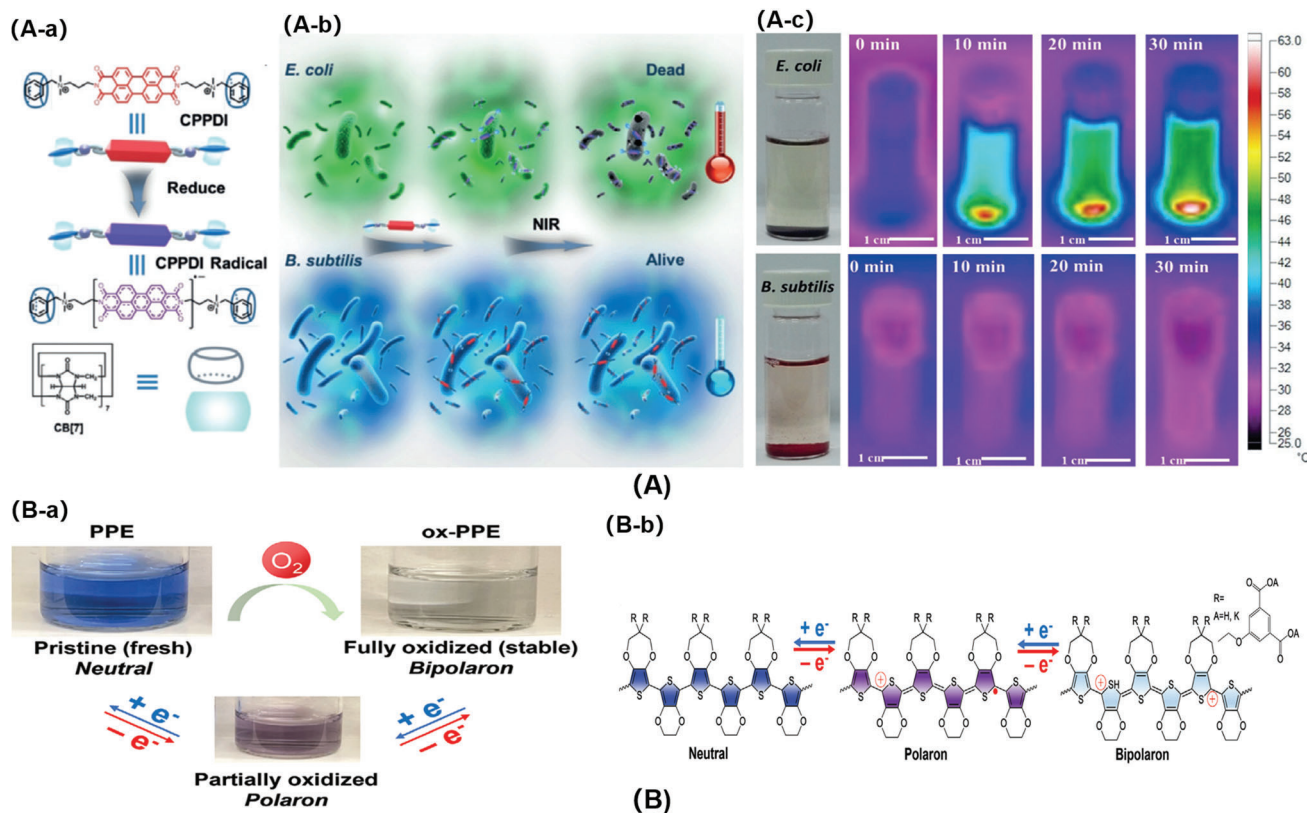 (A-a)
CPPDI
Reduce
CPPDI Radical
CB[7]
7
(A-b)
E. coli
Dead
NIR
B. subtilis
Alive
(A-c)
E. coli
0 min
10 min
20 min
30 min
1 cm
1 cm
1 cm
1 cm
B. subtilis
0 min
10 min
20 min
30 min
1 cm
1 cm
1 cm
1 cm
63.0
60
58
56
54
52
50
48
46
44
42
40
38
36
34
32
30
28
26
25.0
°C
(A)
(B-a)
PPE
ox-PPE
O2
Pristine (fresh)
Neutral
Fully oxidized (stable)
Bipolaron
+ e-
− e-
+ e-
− e-
Partially oxidized
Polaron
(B-b)
R=
A=H, K
OA
OA
+ e-
− e-
+ e-
− e-
Neutral
Polaron
Bipolaron
(B)